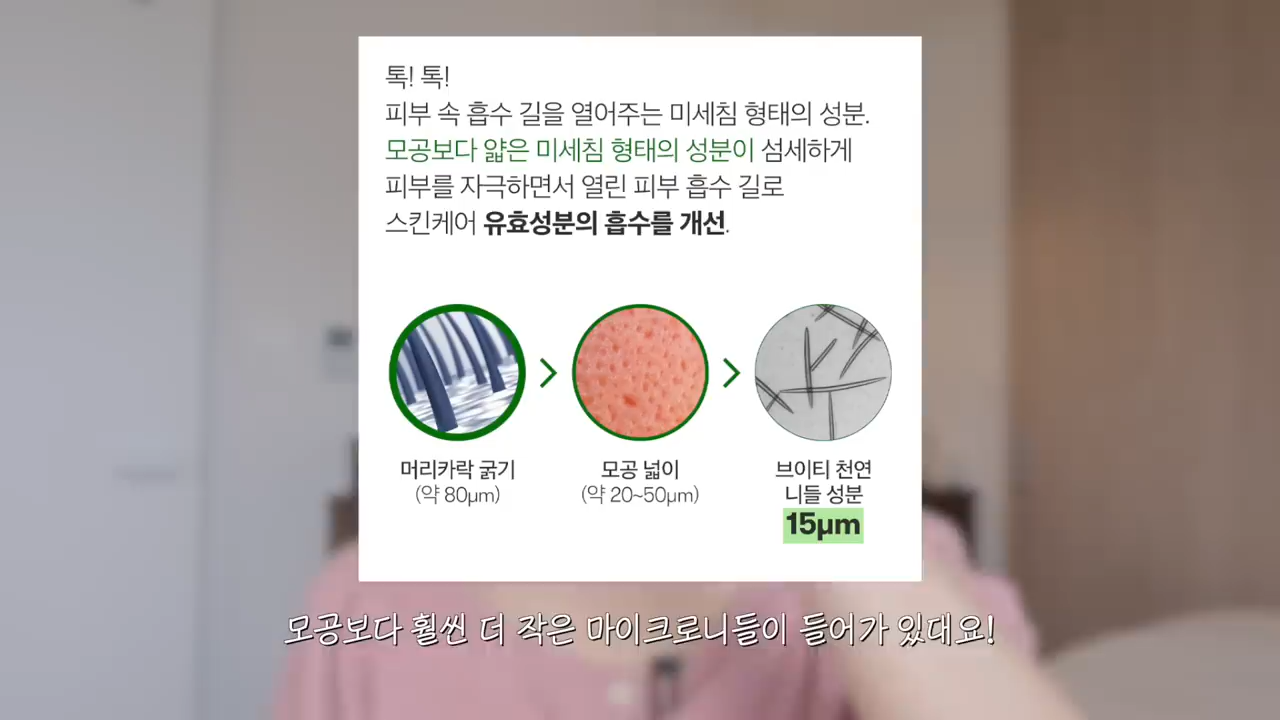 톡! 톡!
피부 속 흡수 길을 열어주는 미세침 형태의 성분.
모공보다 얇은 미세침 형태의 성분이 섬세하게
피부를 자극하면서 열린 피부 흡수 길로
스킨케어 유효성분의 흡수를 개선.
머리카락 굵기
(약 80μm)
모공 넓이
(약 20~50μm)
브이티 천연
니들 성분
15μm
모공보다 훨씬 더 작은 마이크로니들이 들어가 있대요!